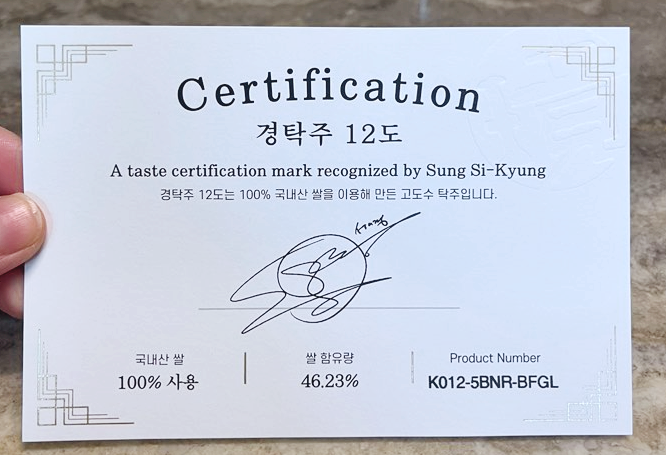 Certification
경탁주 12도
A taste certification mark recognized by Sung Si-Kyung
경탁주 12도는 100% 국내산 쌀을 이용해 만든 고도수 탁주입니다.
국내산 쌀
100% 사용
쌀 함유량
46.23%
Product Number
K012-5BNR-BFGL